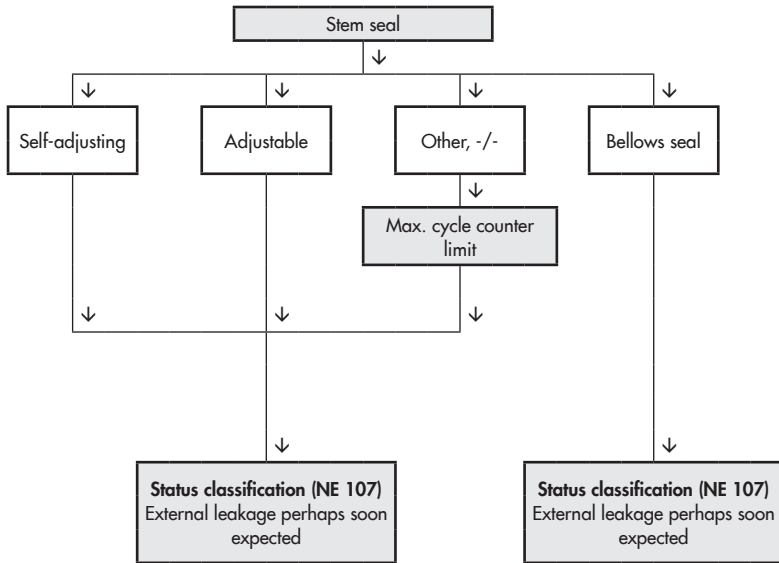 Stem seal
Self-adjusting
Adjustable
Other, -/-
Bellows seal
Max. cycle counter
limit
Status classification (NE 107)
External leakage perhaps soon
expected
Status classification (NE 107)
External leakage perhaps soon
expected